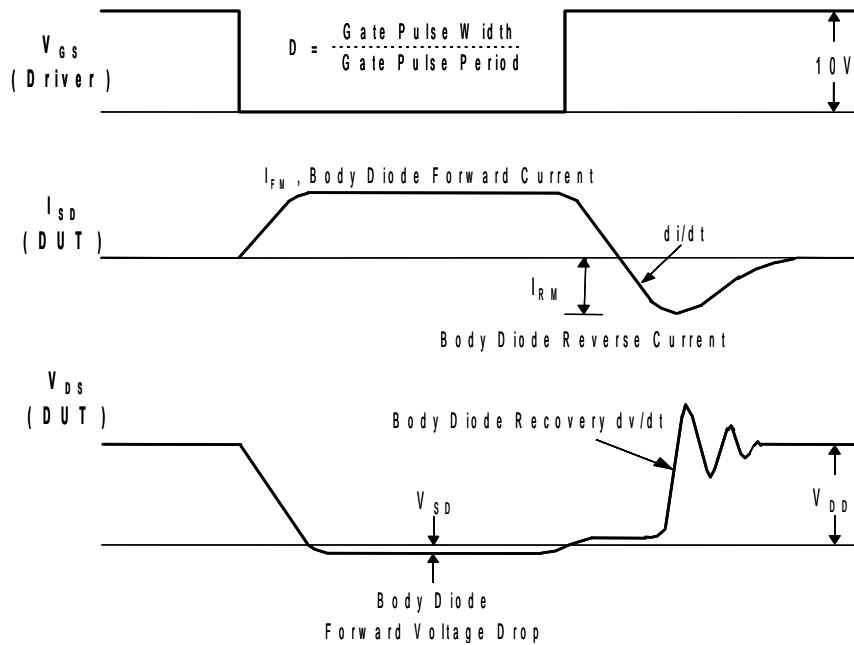 V GS
( Driver )
D = Gate Pulse Width
Gate Pulse Period
10V
I FM , Body Diode Forward Current
I SD
( DUT )
di/dt
I RM
Body Diode Reverse Current
V DS
( DUT )
Body Diode Recovery dv/dt
V SD
V DD
Body Diode
Forward Voltage Drop